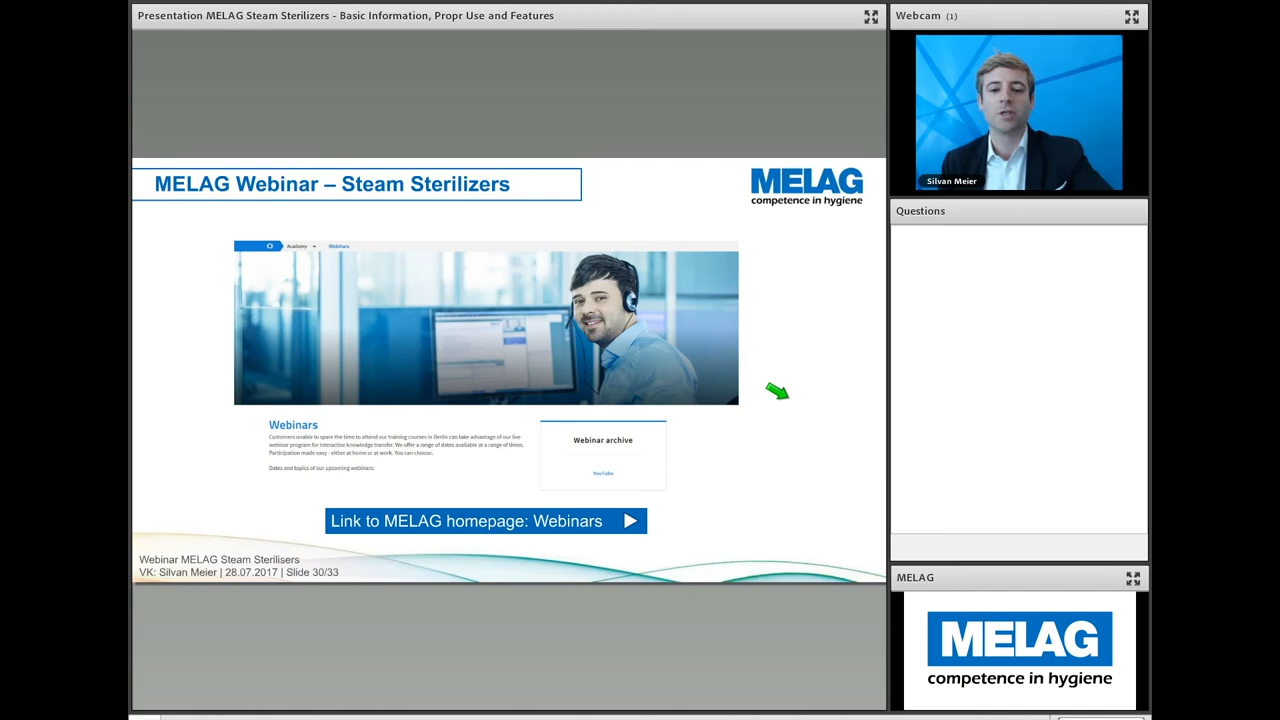 Presentation MELAG Steam Sterilizers - Basic Information, Propr Use and Features
MELAG Webinar – Steam Sterilizers
MELAG
competence in hygiene
Academy
Webinars
Webinars
Customers unable to spare the time to attend our training courses in Berlin can take advantage of our live
webinar program for interactive knowledge transfer. We offer a range of dates available at a range of times.
Participation made easy - either at home or at work. You can choose.
Dates and topics of our upcoming webinars:
Webinar archive
YouTube
Link to MELAG homepage: Webinars
Webinar MELAG Steam Sterilisers
VK: Silvan Meier | 28.07.2017 | Slide 30/33
Webcam (1)
Silvan Meier
Questions
MELAG
MELAG
competence in hygiene